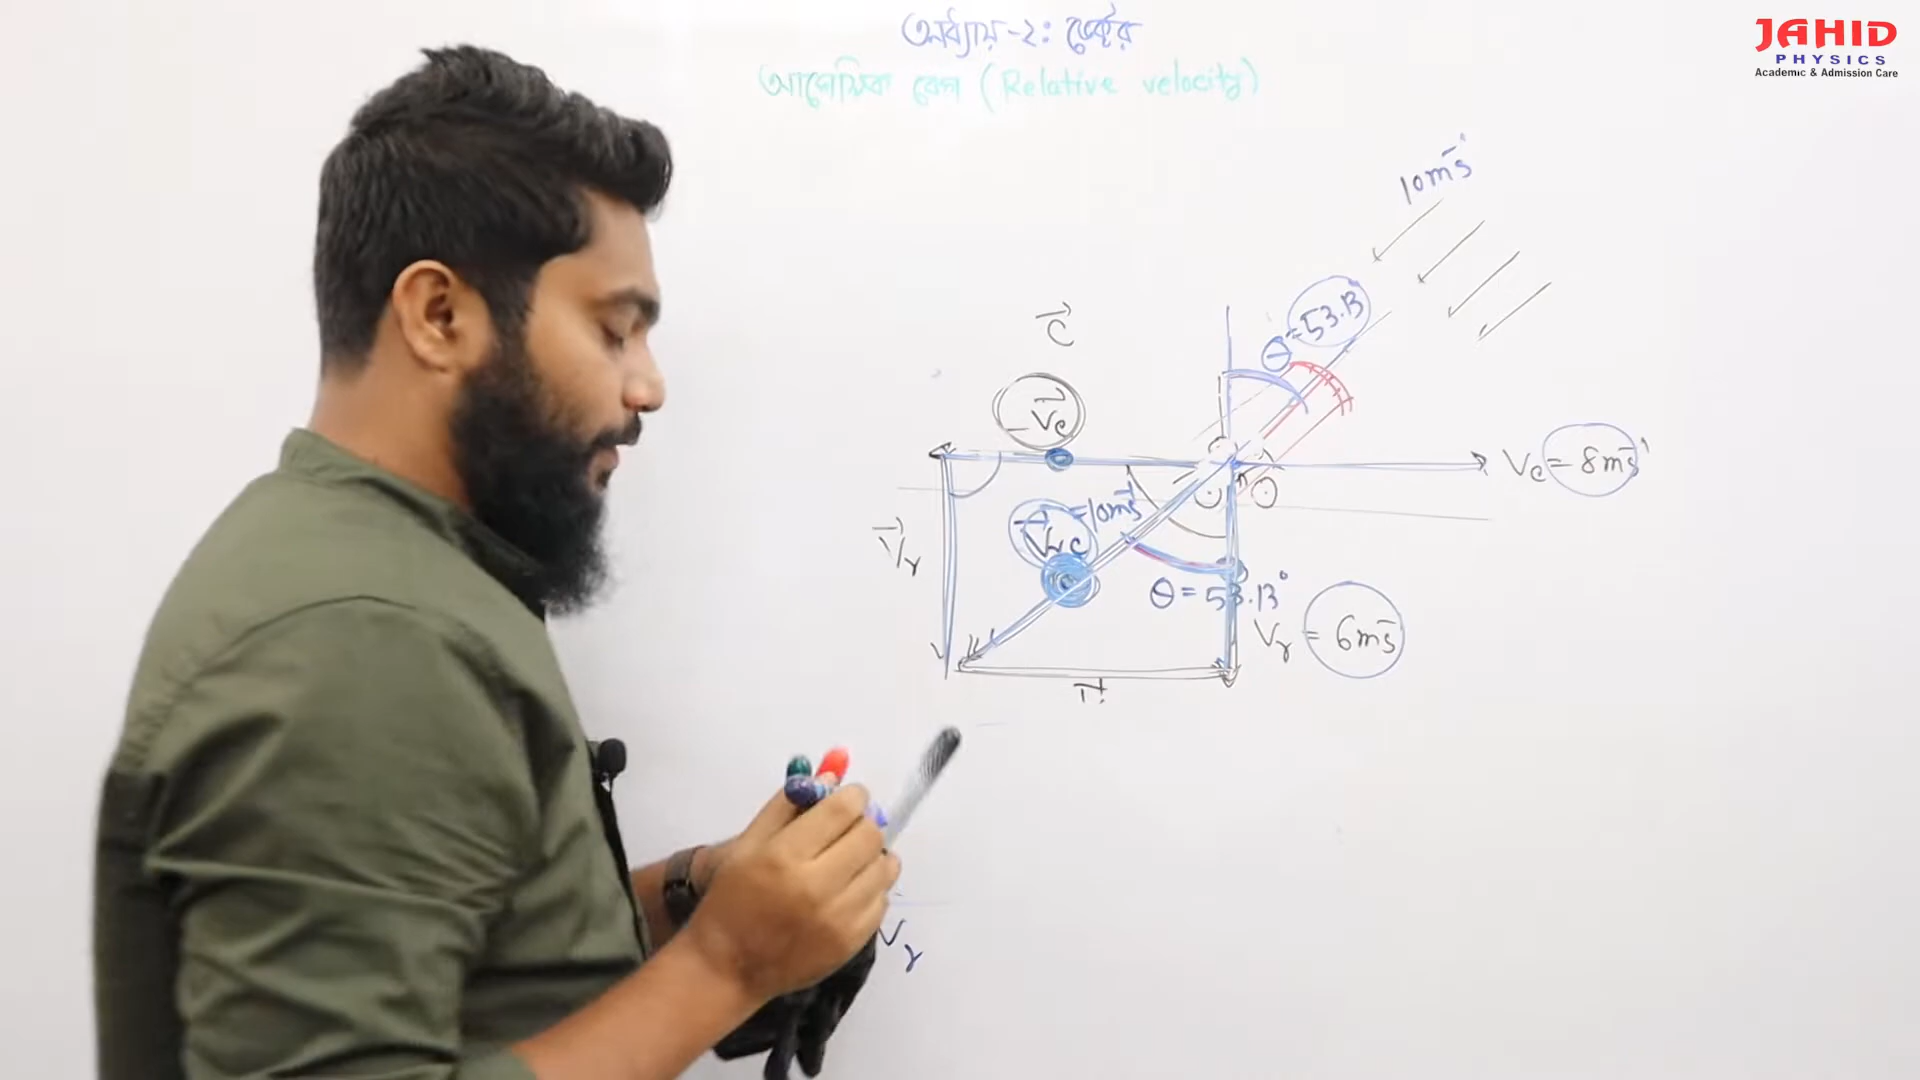 অধ্যায়-২: ভেক্টর
আপেক্ষিক বেগ (Relative velocity)
JAHID
PHYSICS
Academic & Admission Care
10ms⁻¹
θ = 53.13
C⃗
-V⃗c
Vc = 8ms⁻¹
V⃗rc = 10ms⁻¹
V⃗r
θ = 53.13°
Vr = 6ms⁻¹
Vr